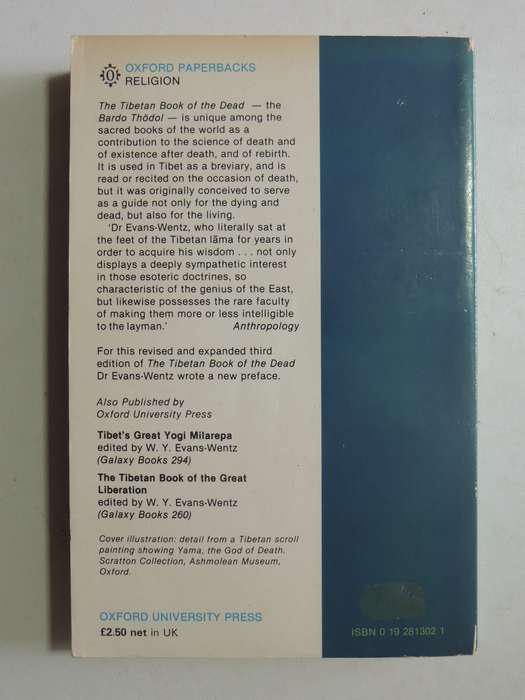 OXFORD PAPERBACKS
RELIGION
The Tibetan Book of the Dead — the
Bardo Thödol — is unique among the
sacred books of the world as a
contribution to the science of death and
of existence after death, and of rebirth.
It is used in Tibet as a breviary, and is
read or recited on the occasion of death,
but it was originally conceived to serve
as a guide not only for the dying and
dead, but also for the living.
'Dr Evans-Wentz, who literally sat at
the feet of the Tibetan lāma for years in
order to acquire his wisdom . . . not only
displays a deeply sympathetic interest
in those esoteric doctrines, so
characteristic of the genius of the East,
but likewise possesses the rare faculty
of making them more or less intelligible
to the layman.' Anthropology
For this revised and expanded third
edition of The Tibetan Book of the Dead
Dr Evans-Wentz wrote a new preface.
Also Published by
Oxford University Press
Tibet's Great Yogi Milarepa
edited by W. Y. Evans-Wentz
(Galaxy Books 294)
The Tibetan Book of the Great
Liberation
edited by W. Y. Evans-Wentz
(Galaxy Books 260)
Cover illustration: detail from a Tibetan scroll
painting showing Yama, the God of Death.
Scratton Collection, Ashmolean Museum,
Oxford.
OXFORD UNIVERSITY PRESS
£2.50 net in UK
ISBN 0 19 281302 1